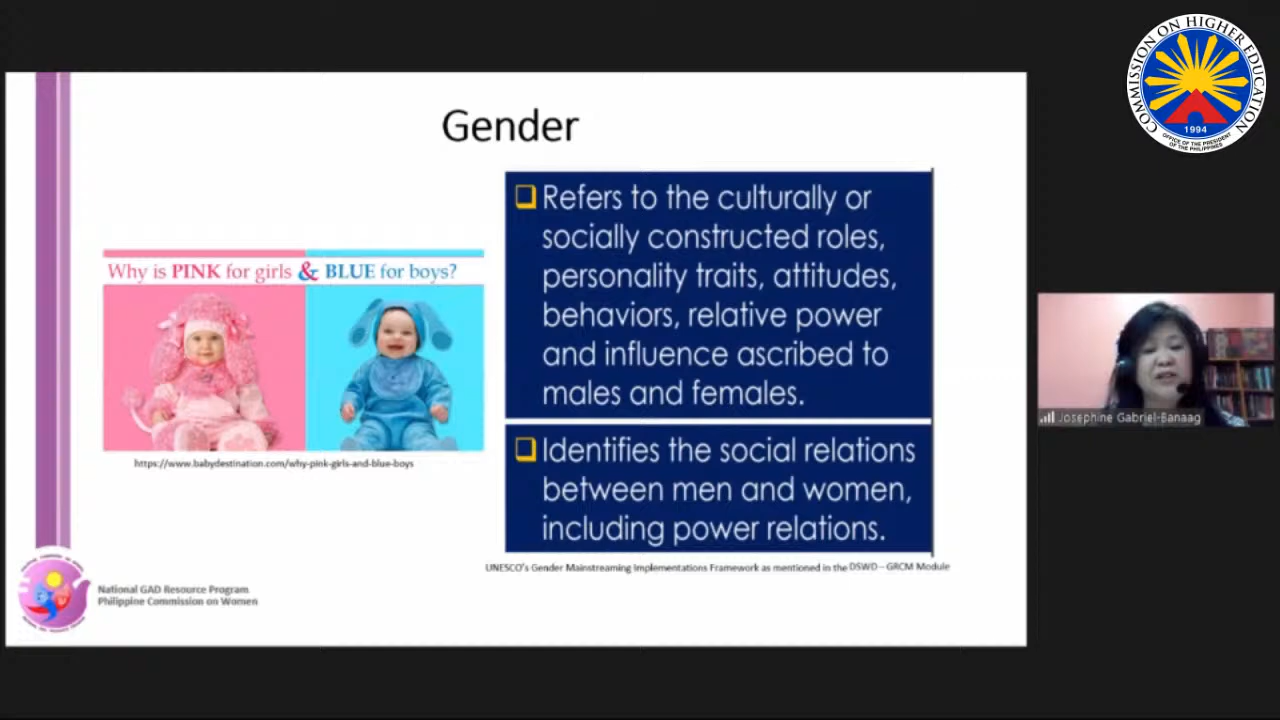 Gender
Why is PINK for girls & BLUE for boys?
https://www.babydestination.com/why-pink-girls-and-blue-boys
Refers to the culturally or
socially constructed roles,
personality traits, attitudes,
behaviors, relative power
and influence ascribed to
males and females.
Identifies the social relations
between men and women,
including power relations.
UNESCO's Gender Mainstreaming Implementations Framework as mentioned in the DSWD – GRCM Module
National GAD Resource Program
Philippine Commission on Women
COMMISSION ON HIGHER EDUCATION
1994
OFFICE OF THE PRESIDENT
OF THE PHILIPPINES
Josephine Gabriel-Banaag